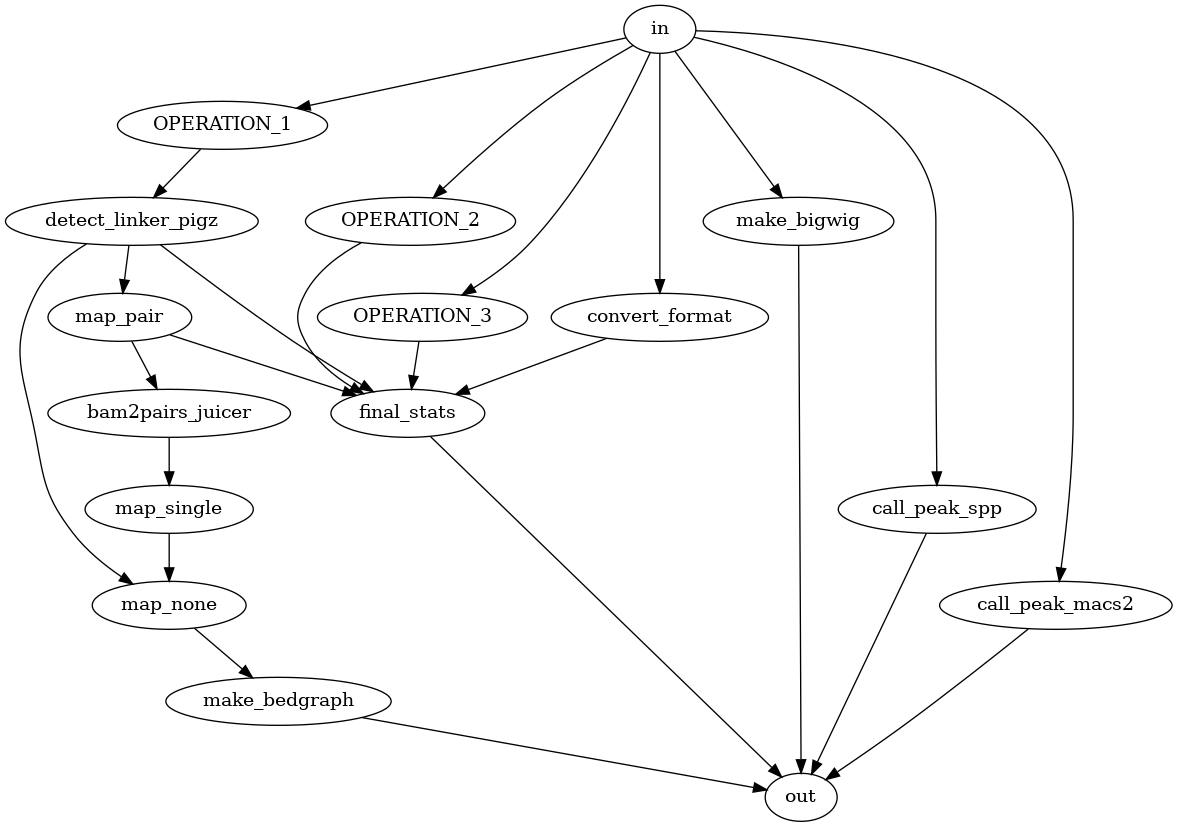 in
OPERATION_1
detect_linker_pigz
OPERATION_2
make_bigwig
map_pair
OPERATION_3
convert_format
bam2pairs_juicer
final_stats
map_single
call_peak_spp
map_none
call_peak_macs2
make_bedgraph
out